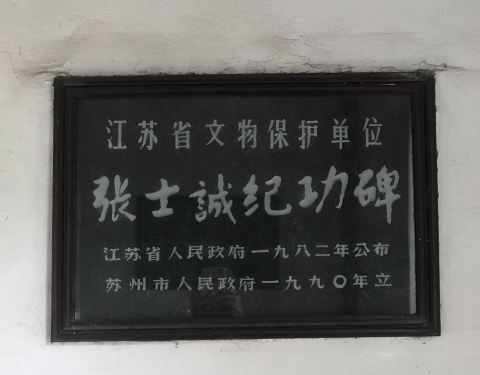 江苏省文物保护单位
张士誠纪功碑
江苏省人民政府一九八二年公布
苏州市人民政府一九九〇年立